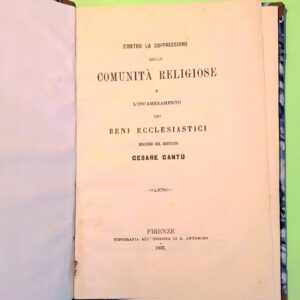 CONTRO LA SOPPRESSIONE
DELLE
COMUNITÀ RELIGIOSE
E
L'INCAMERAMENTO
DEI
BENI ECCLESIASTICI
DISCORSO DEL DEPUTATO
CESARE CANTÙ
FIRENZE
TIPOGRAFIA ALL'INSEGNA DI S. ANTONINO
1865.